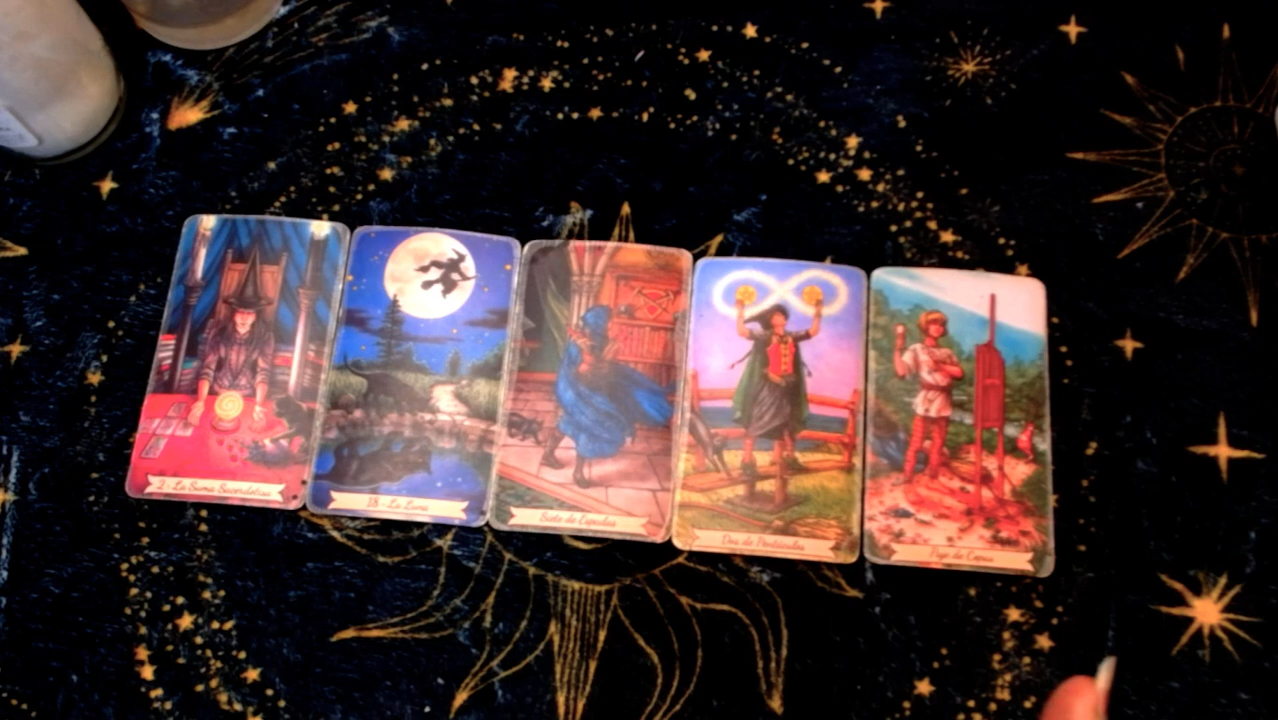 2 - La Suma Sacerdotisa
18 - La Luna
Siete de Espadas
Dos de Pentáculos
Paje de Copas